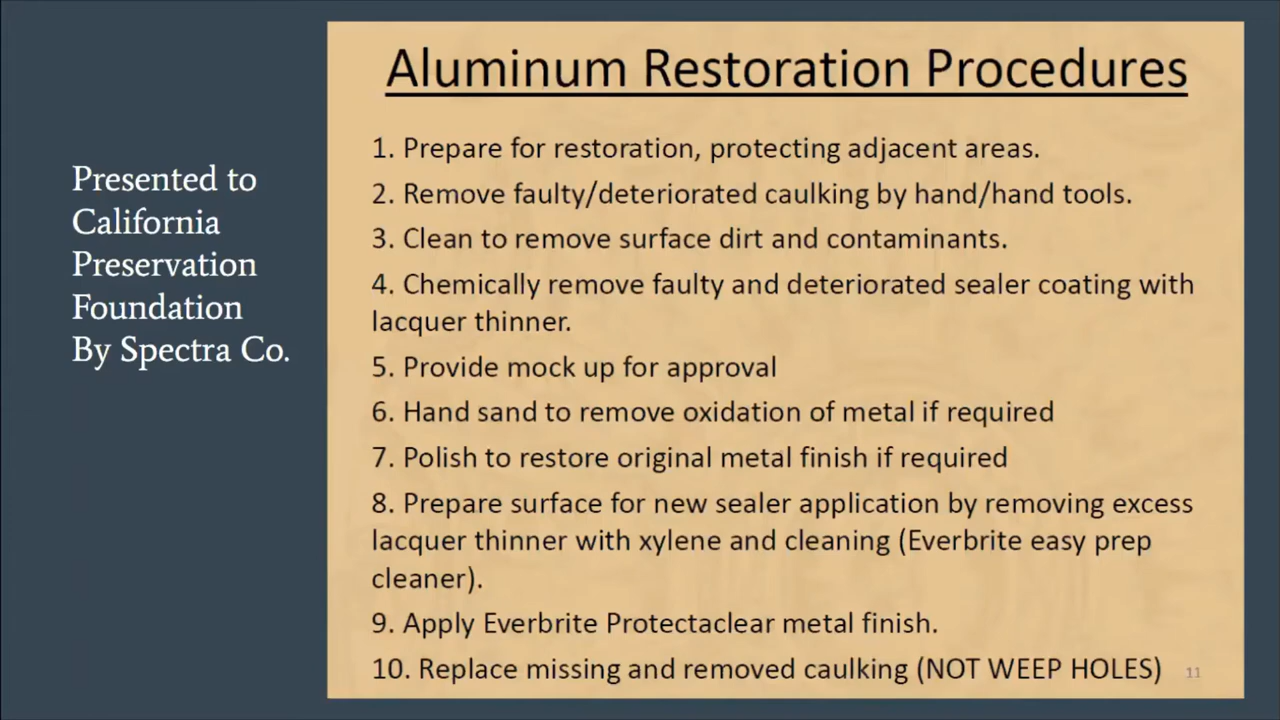 Presented to
California
Preservation
Foundation
By Spectra Co.
Aluminum Restoration Procedures
1. Prepare for restoration, protecting adjacent areas.
2. Remove faulty/deteriorated caulking by hand/hand tools.
3. Clean to remove surface dirt and contaminants.
4. Chemically remove faulty and deteriorated sealer coating with
lacquer thinner.
5. Provide mock up for approval
6. Hand sand to remove oxidation of metal if required
7. Polish to restore original metal finish if required
8. Prepare surface for new sealer application by removing excess
lacquer thinner with xylene and cleaning (Everbrite easy prep
cleaner).
9. Apply Everbrite Protectaclear metal finish.
10. Replace missing and removed caulking (NOT WEEP HOLES)
11